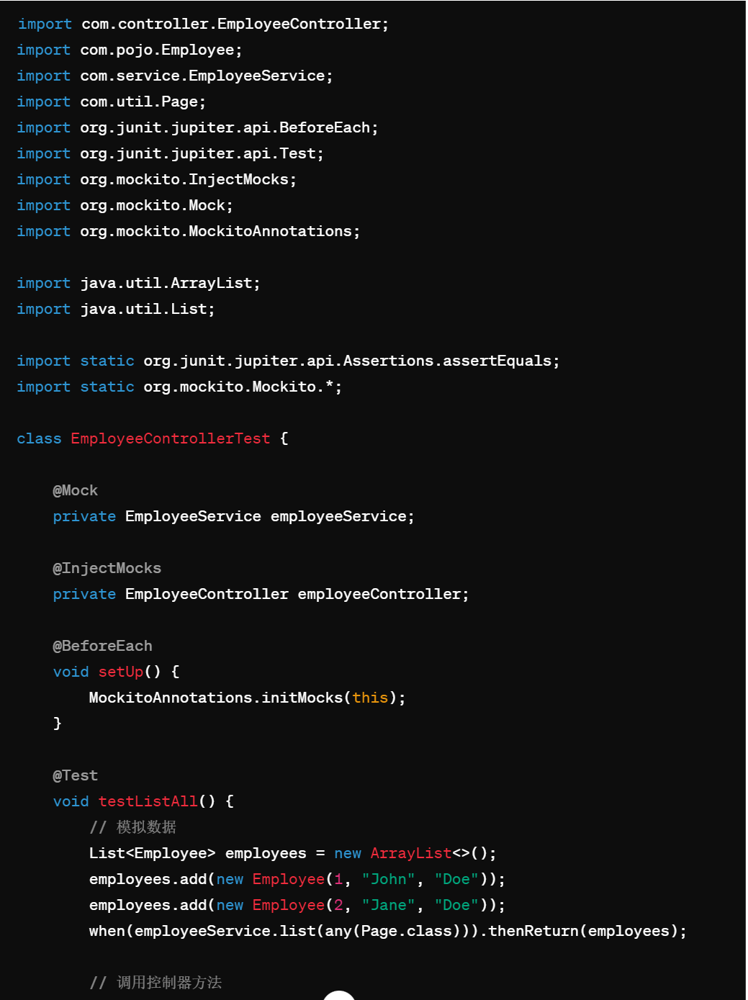 import com.controller.EmployeeController;
import com.pojo.Employee;
import com.service.EmployeeService;
import com.util.Page;
import org.junit.jupiter.api.BeforeEach;
import org.junit.jupiter.api.Test;
import org.mockito.InjectMocks;
import org.mockito.Mock;
import org.mockito.MockitoAnnotations;

import java.util.ArrayList;
import java.util.List;

import static org.junit.jupiter.api.Assertions.assertEquals;
import static org.mockito.Mockito.*;

class EmployeeControllerTest {

    @Mock
    private EmployeeService employeeService;

    @InjectMocks
    private EmployeeController employeeController;

    @BeforeEach
    void setUp() {
        MockitoAnnotations.initMocks(this);
    }

    @Test
    void testListAll() {
        // 模拟数据
        List<Employee> employees = new ArrayList<>();
        employees.add(new Employee(1, "John", "Doe"));
        employees.add(new Employee(2, "Jane", "Doe"));
        when(employeeService.list(any(Page.class))).thenReturn(employees);

        // 调用控制器方法